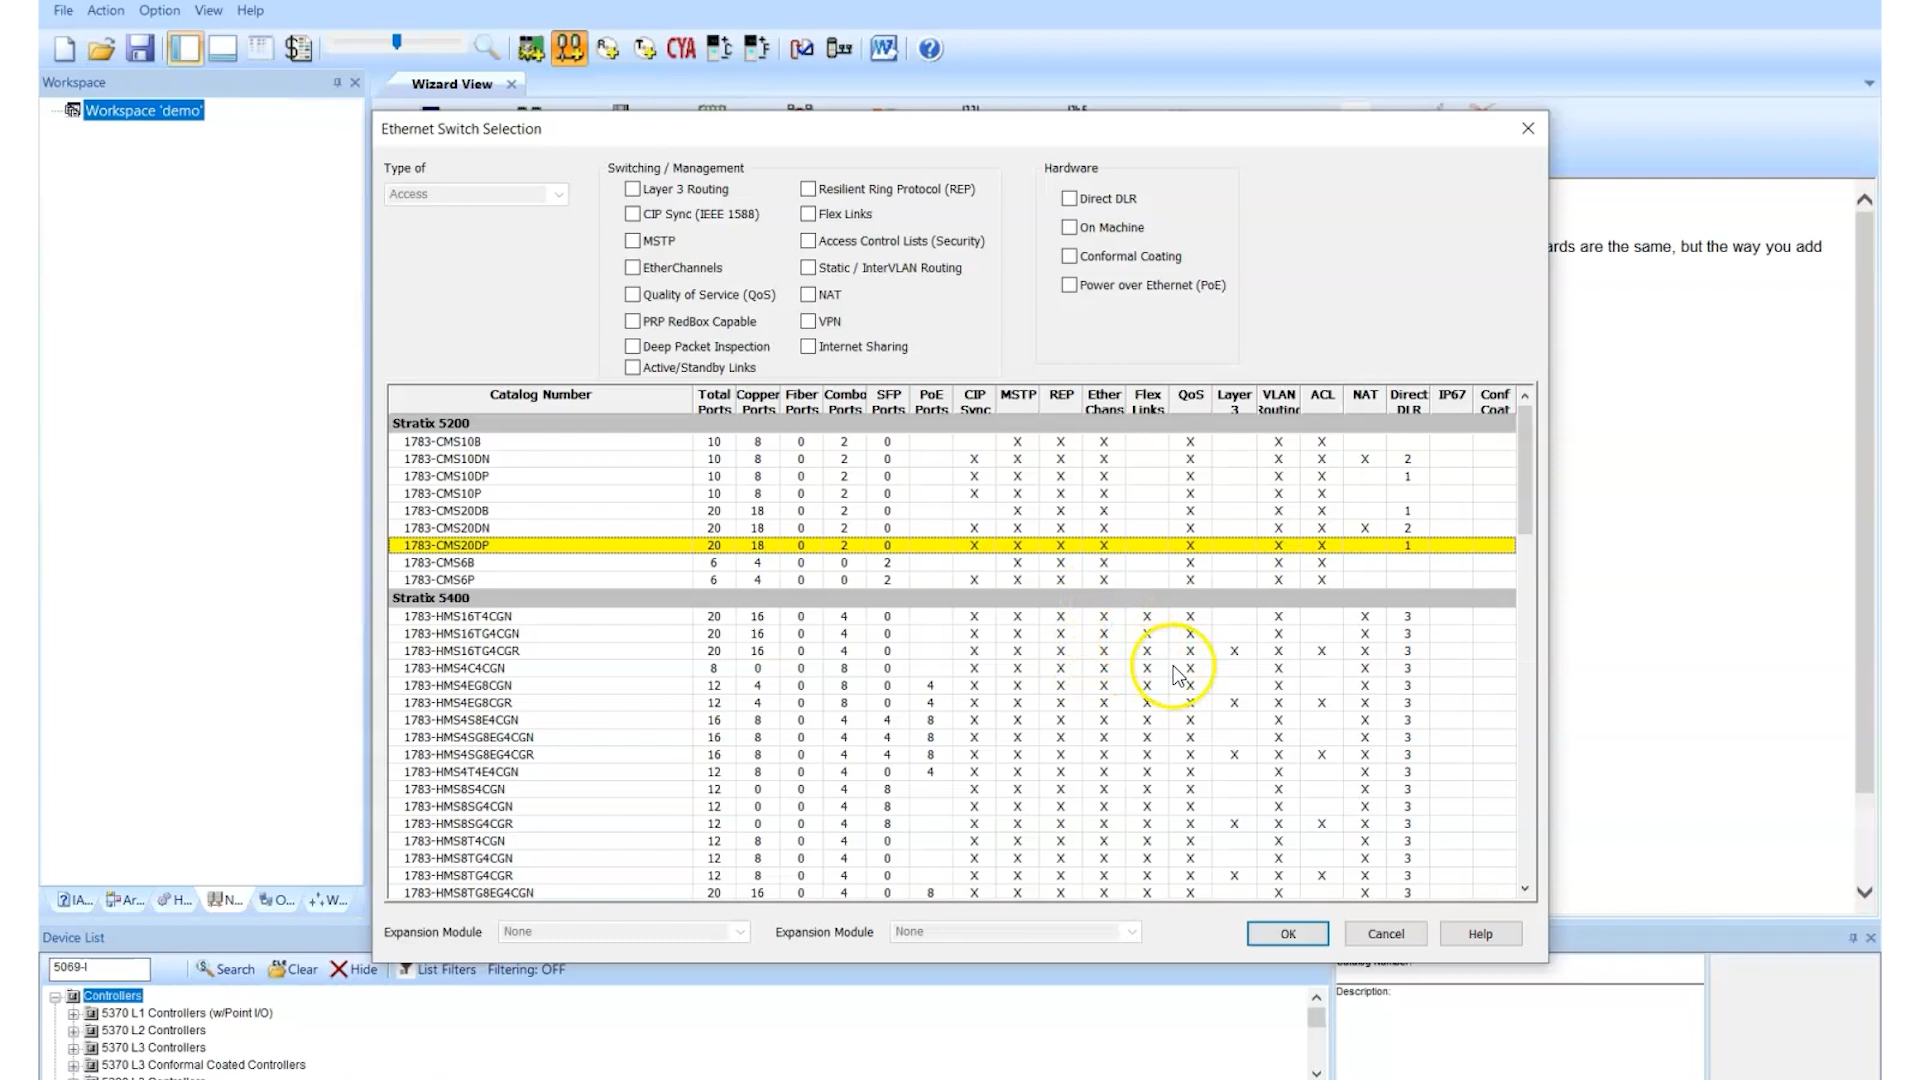 File Action Option View Help
CYA
Workspace
Wizard View
Workspace 'demo'
Ethernet Switch Selection
Type of
Access
Switching / Management
Layer 3 Routing
Resilient Ring Protocol (REP)
CIP Sync (IEEE 1588)
Flex Links
MSTP
Access Control Lists (Security)
EtherChannels
Static / InterVLAN Routing
Quality of Service (QoS)
NAT
PRP RedBox Capable
VPN
Deep Packet Inspection
Internet Sharing
Active/Standby Links
Hardware
Direct DLR
On Machine
Conformal Coating
Power over Ethernet (PoE)
ards are the same, but the way you add
Catalog Number Total Ports Copper Ports Fiber Ports Combo Ports SFP Ports PoE Ports CIP Sync MSTP REP Ether Chans Flex Links QoS Layer 3 VLAN Routing ACL NAT Direct DLR IP67 Conf Coat
Stratix 5200
1783-CMS10B 10 8 0 2 0 X X X X X X
1783-CMS10DN 10 8 0 2 0 X X X X X X X X 2
1783-CMS10DP 10 8 0 2 0 X X X X X X X 1
1783-CMS10P 10 8 0 2 0 X X X X X X X
1783-CMS20DB 20 18 0 2 0 X X X X X X 1
1783-CMS20DN 20 18 0 2 0 X X X X X X X X 2
1783-CMS20DP 20 18 0 2 0 X X X X X X X 1
1783-CMS6B 6 4 0 0 2 X X X X X X
1783-CMS6P 6 4 0 0 2 X X X X X X X
Stratix 5400
1783-HMS16T4CGN 20 16 0 4 0 X X X X X X X X 3
1783-HMS16TG4CGN 20 16 0 4 0 X X X X X X X X 3
1783-HMS16TG4CGR 20 16 0 4 0 X X X X X X X X X X 3
1783-HMS4C4CGN 8 0 0 8 0 X X X X X X X X 3
1783-HMS4EG8CGN 12 4 0 8 0 4 X X X X X X X X 3
1783-HMS4EG8CGR 12 4 0 8 0 4 X X X X X X X X X X 3
1783-HMS4S8E4CGN 16 8 0 4 4 8 X X X X X X X X 3
1783-HMS4SG8EG4CGN 16 8 0 4 4 8 X X X X X X X X 3
1783-HMS4SG8EG4CGR 16 8 0 4 4 8 X X X X X X X X X X 3
1783-HMS4T4E4CGN 12 8 0 4 0 4 X X X X X X X X 3
1783-HMS8S4CGN 12 0 0 4 8 X X X X X X X X 3
1783-HMS8SG4CGN 12 0 0 4 8 X X X X X X X X 3
1783-HMS8SG4CGR 12 0 0 4 8 X X X X X X X X X X 3
1783-HMS8T4CGN 12 8 0 4 0 X X X X X X X X 3
1783-HMS8TG4CGN 12 8 0 4 0 X X X X X X X X 3
1783-HMS8TG4CGR 12 8 0 4 0 X X X X X X X X X X 3
1783-HMS8TG8EG4CGN 20 16 0 4 0 8 X X X X X X X X 3
IA... Ar... H... N... O... W...
Expansion Module None Expansion Module None OK Cancel Help
Device List
5069-I Search Clear Hide List Filters Filtering: OFF
Catalog Number:
Description:
Controllers
5370 L1 Controllers (w/Point I/O)
5370 L2 Controllers
5370 L3 Controllers
5370 L3 Conformal Coated Controllers